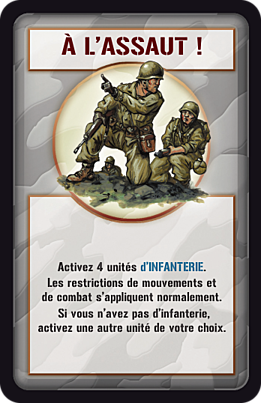 À L'ASSAUT !
Activez 4 unités d'INFANTERIE.
Les restrictions de mouvements et
de combat s'appliquent normalement.
Si vous n'avez pas d'infanterie,
activez une autre unité de votre choix.